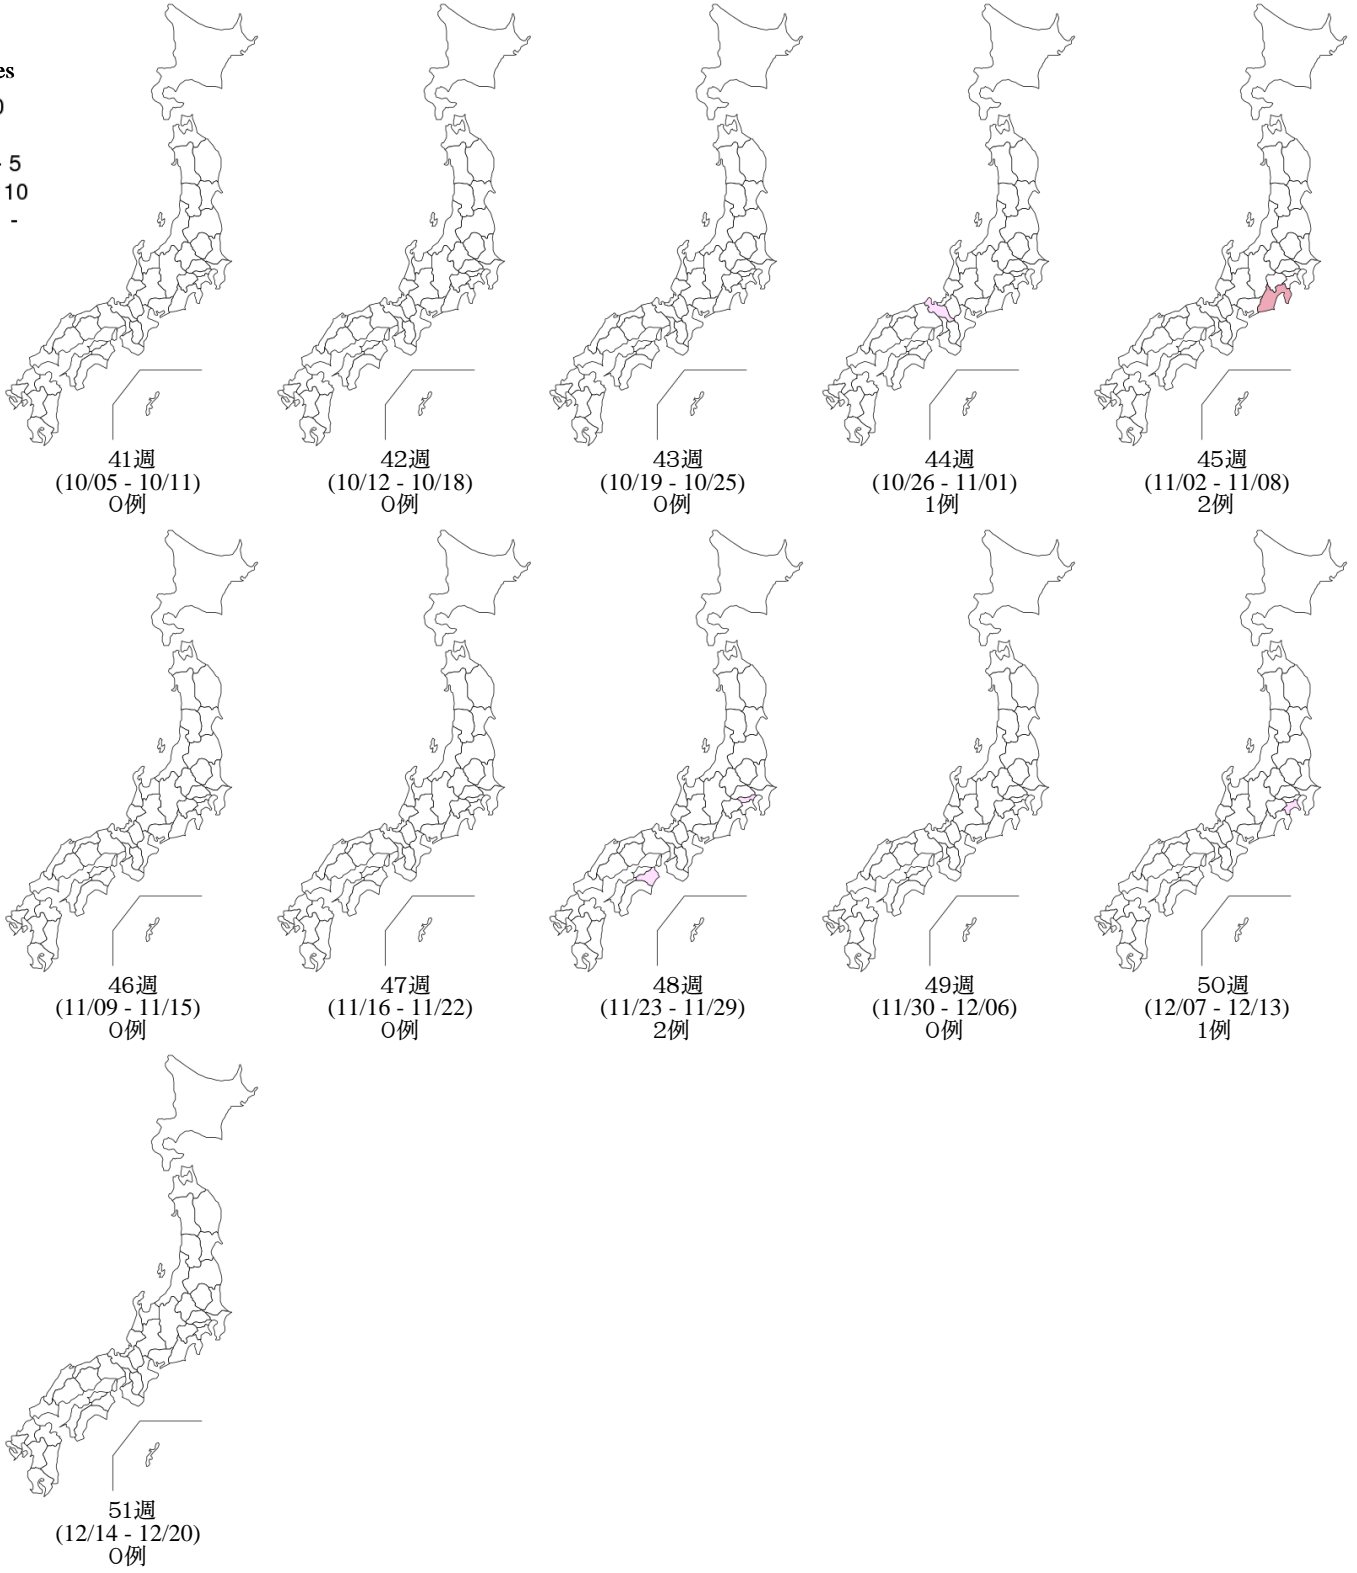 es
0
- 5
10
-
41週
(10/05 - 10/11)
0例
42週
(10/12 - 10/18)
0例
43週
(10/19 - 10/25)
0例
44週
(10/26 - 11/01)
1例
45週
(11/02 - 11/08)
2例
46週
(11/09 - 11/15)
0例
47週
(11/16 - 11/22)
0例
48週
(11/23 - 11/29)
2例
49週
(11/30 - 12/06)
0例
50週
(12/07 - 12/13)
1例
51週
(12/14 - 12/20)
0例